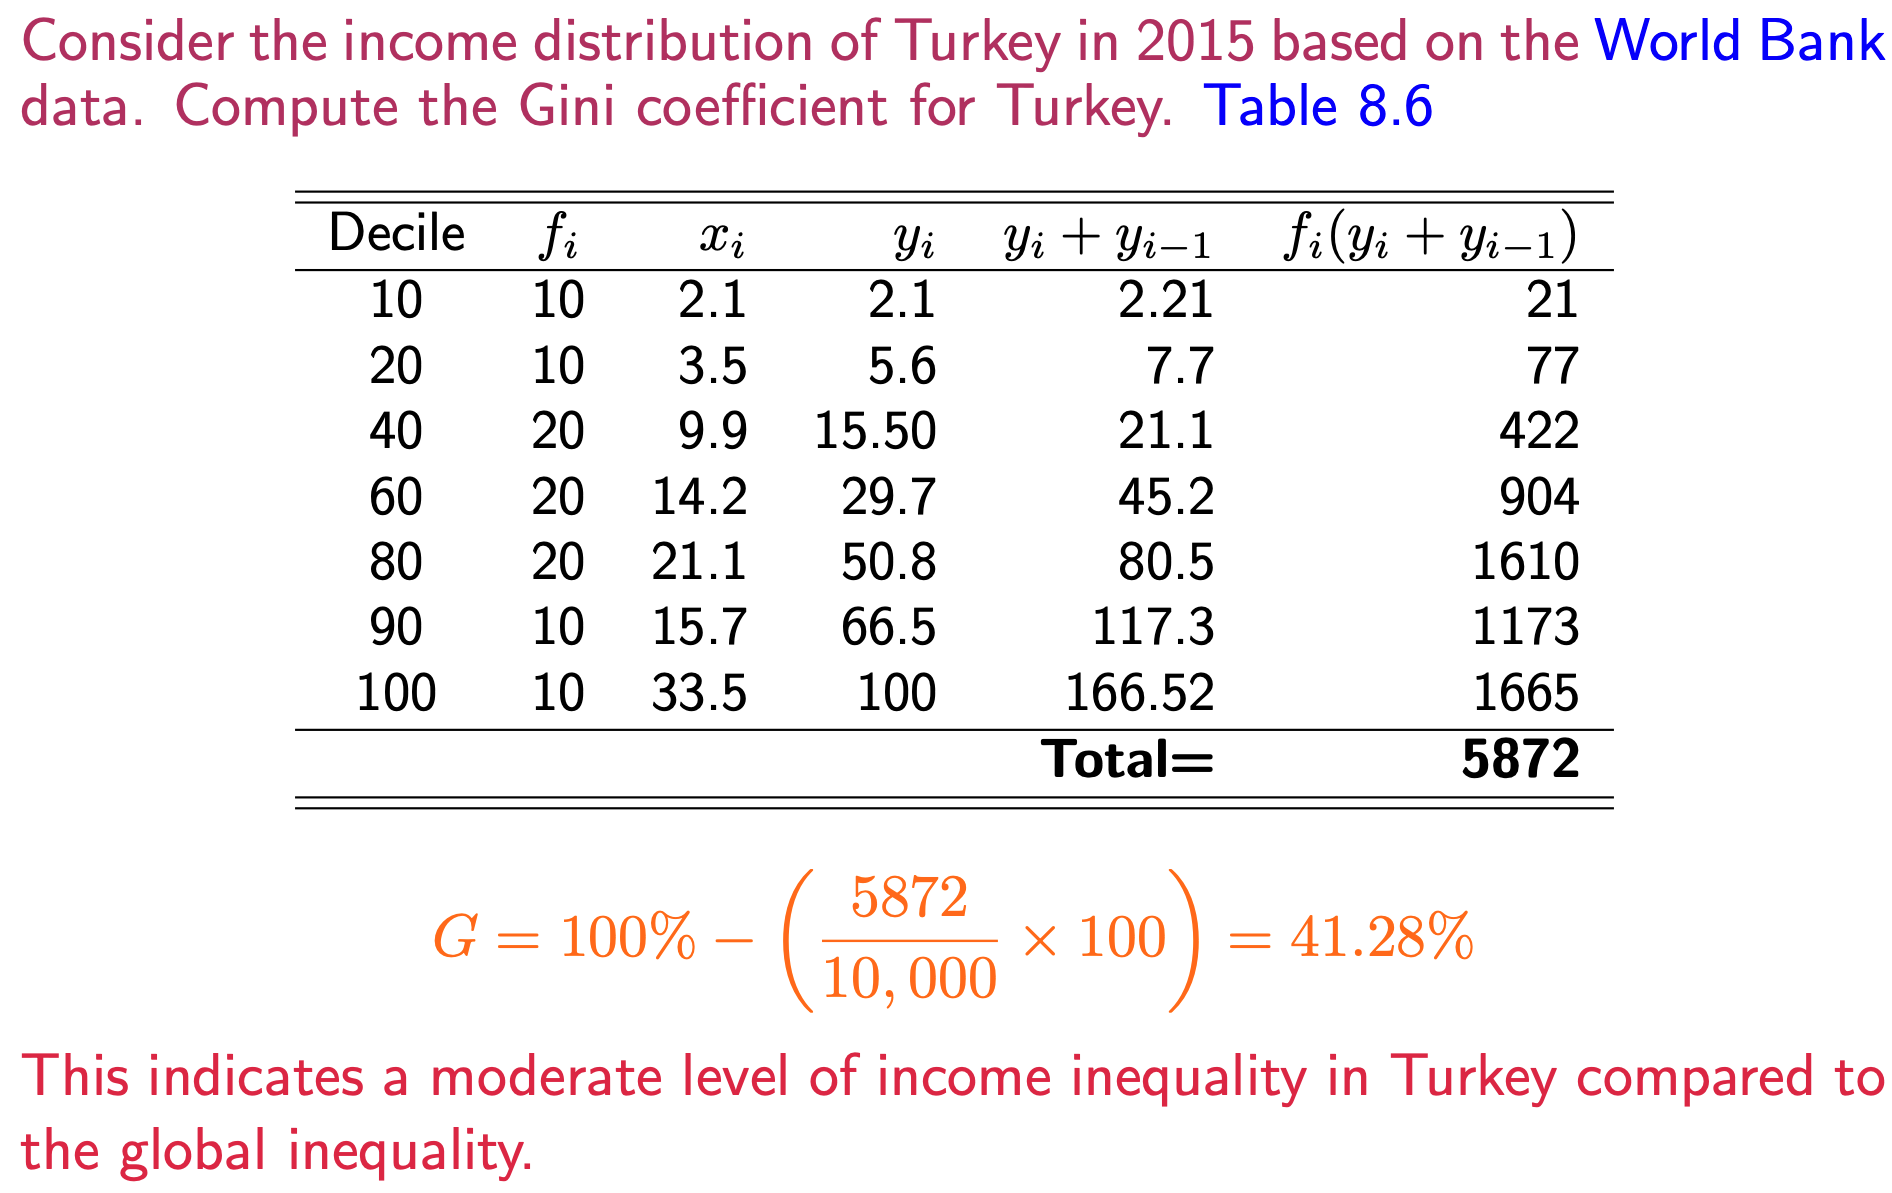 Consider the income distribution of Turkey in 2015 based on the World Bank
data. Compute the Gini coefficient for Turkey. Table 8.6
Decile f_i x_i y_i y_i + y_{i−1} f_i(y_i + y_{i−1})
10 10 2.1 2.1 2.21 21
20 10 3.5 5.6 7.7 77
40 20 9.9 15.50 21.1 422
60 20 14.2 29.7 45.2 904
80 20 21.1 50.8 80.5 1610
90 10 15.7 66.5 117.3 1173
100 10 33.5 100 166.52 1665
Total= 5872
G = 100% − (5872/10,000 × 100) = 41.28%
This indicates a moderate level of income inequality in Turkey compared to
the global inequality.